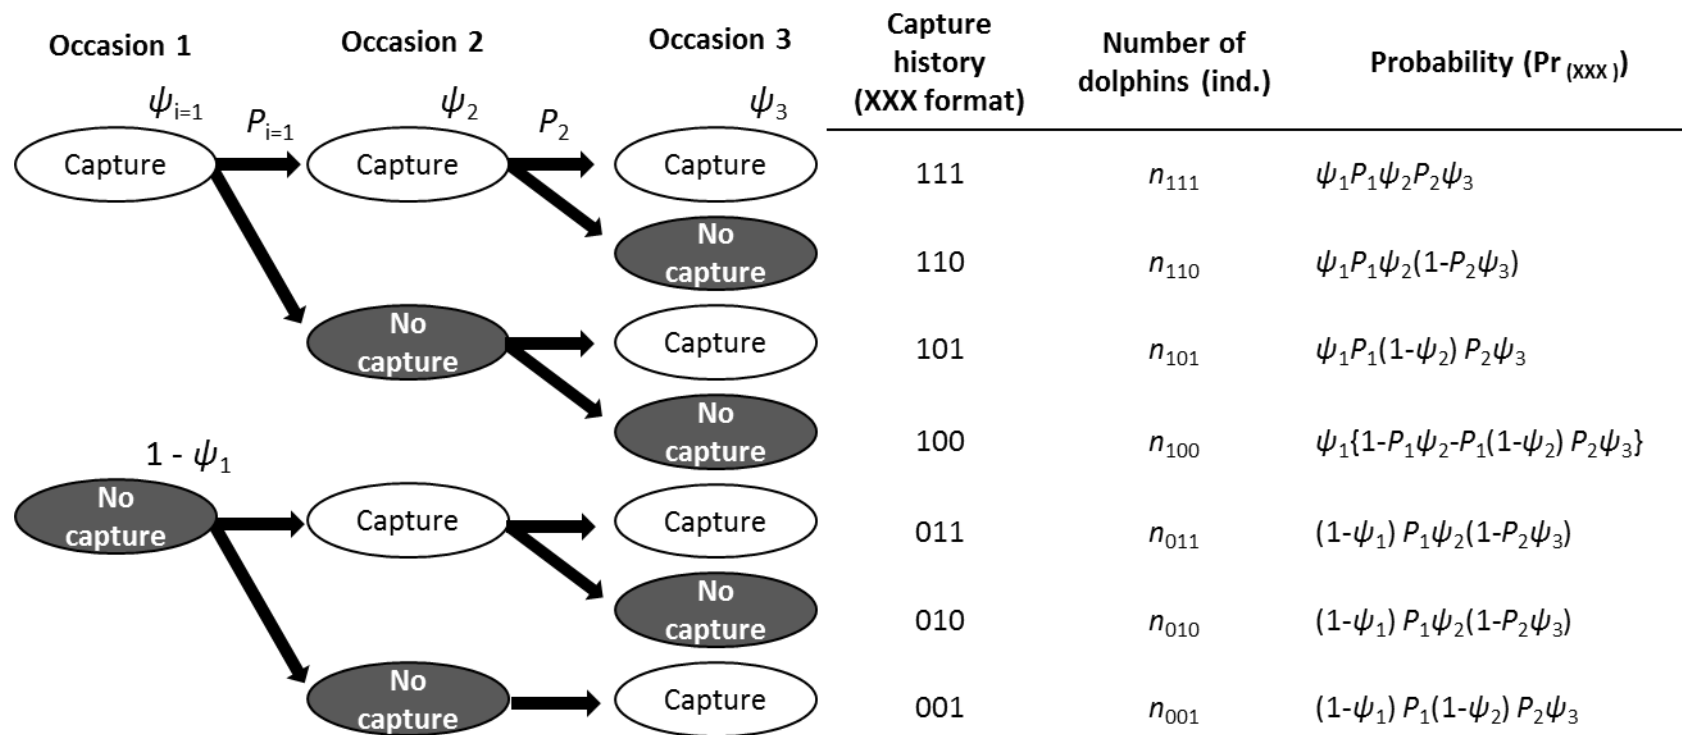 Occasion 1
Occasion 2
Occasion 3
Capture
history
(XXX format)
Number of
dolphins (ind.)
Probability (Pr (XXX))
ψi=1
Pi=1
ψ2
P2
ψ3
Capture
Capture
Capture
111
n111
ψ1P1ψ2P2ψ3
No
capture
110
n110
ψ1P1ψ2(1-P2ψ3)
No
capture
Capture
101
n101
ψ1P1(1-ψ2) P2ψ3
No
capture
100
n100
ψ1{1-P1ψ2-P1(1-ψ2) P2ψ3}
1 - ψ1
No
capture
Capture
Capture
011
n011
(1-ψ1) P1ψ2(1-P2ψ3)
No
capture
010
n010
(1-ψ1) P1ψ2(1-P2ψ3)
No
capture
Capture
001
n001
(1-ψ1) P1(1-ψ2) P2ψ3